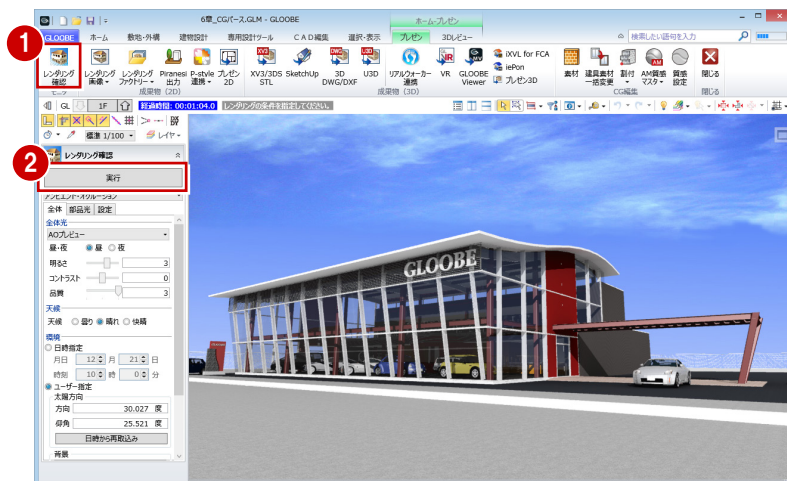 6章_CGパース.GLM - GLOOBE
ホーム-プレゼン
GLOOBE ホーム 敷地・外構 建物設計 専用設計ツール CAD編集 選択・表示 プレゼン 3Dレビュー 検索したい語句を入力
1
レンダリング確認
レンダリング画像
レンダリングファクトリー
Piranesi出力
P-style連携
プレゼン2D
XV3/3DS STL
SketchUp
3D DWG/DXF
U3D
リアルウォーカー連携
VR
GLOOBE Viewer
iXVL for FCA
iePon
プレゼン3D
素材
建具素材一括変更
割付
AM質感マスタ
質感設定
閉じる
成果物 (2D) 成果物 (3D) CG編集 閉じる
GL 1F 経過時間: 00:01:04.0 レンダリングの条件を指定してください。
標準 1/100 レイヤ
2
レンダリング確認
実行
アンビエント・オクルージョン
全体 部品光 設定
全体光
AOプレビュー
昼・夜 昼 夜
明るさ 3
コントラスト 0
品質 3
天候
天候 曇り 晴れ 快晴
環境
日時指定
月日 12 月 21 日
時刻 10 時 0 分
ユーザー指定
太陽方向
方向 30.027 度
仰角 25.521 度
日時から再取込み
背景
GLOOBE